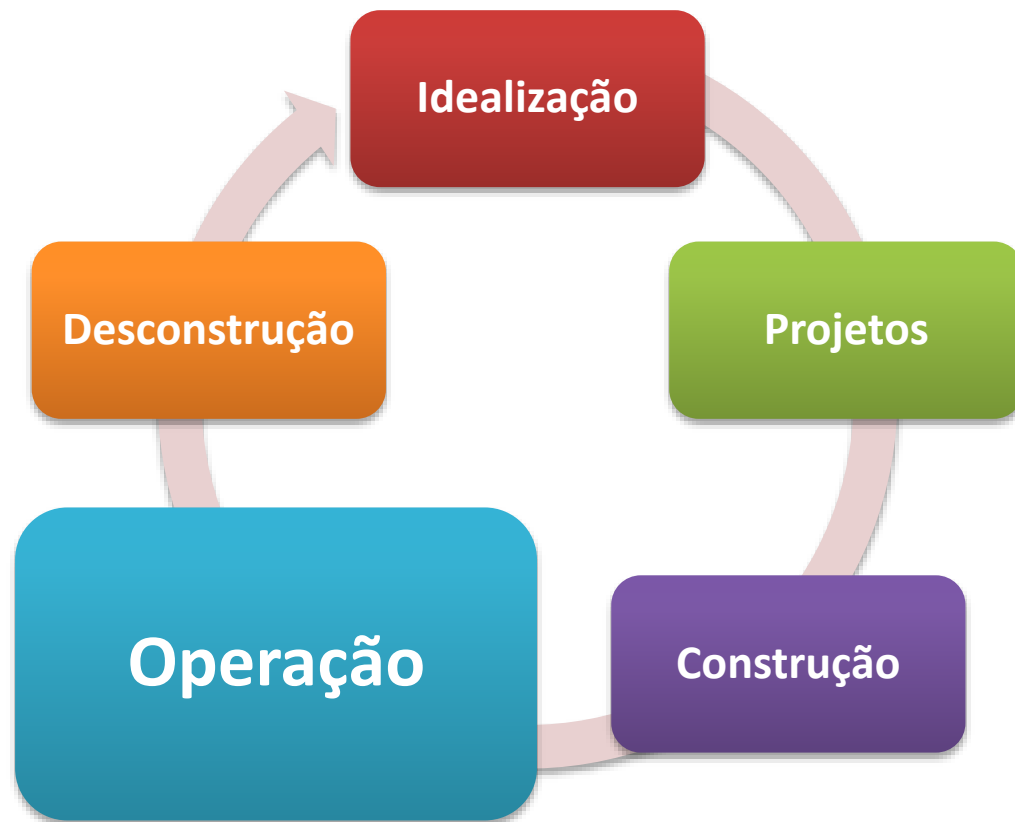 Idealização
Projetos
Construção
Operação
Desconstrução